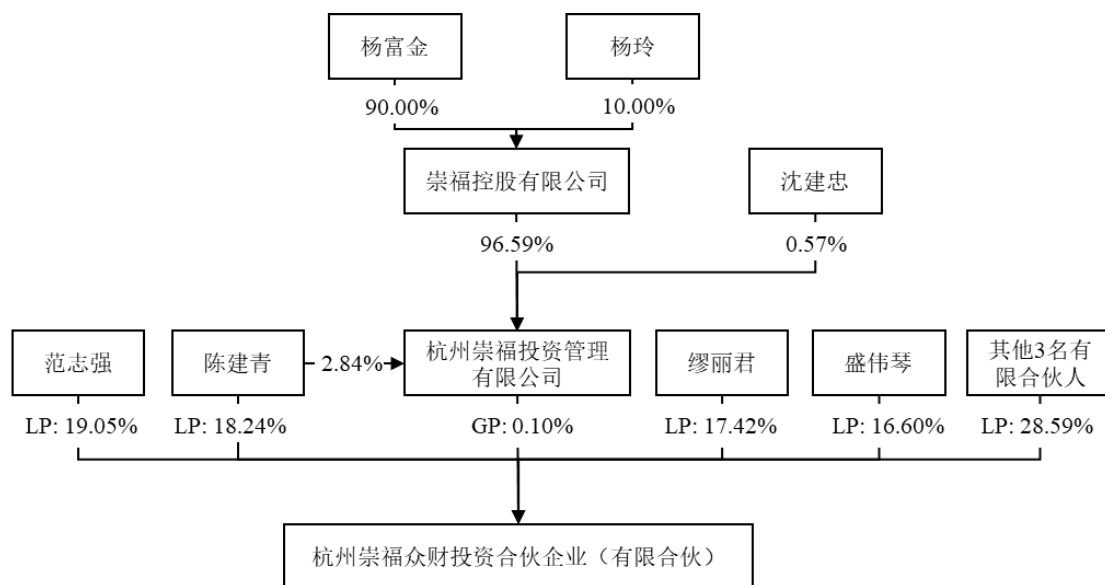 杨富金
杨玲
90.00%
10.00%
崇福控股有限公司
沈建忠
96.59%
0.57%
范志强
陈建青
2.84%
杭州崇福投资管理
有限公司
缪丽君
盛伟琴
其他3名有
限合伙人
LP: 19.05%
LP: 18.24%
GP: 0.10%
LP: 17.42%
LP: 16.60%
LP: 28.59%
杭州崇福众财投资合伙企业（有限合伙）